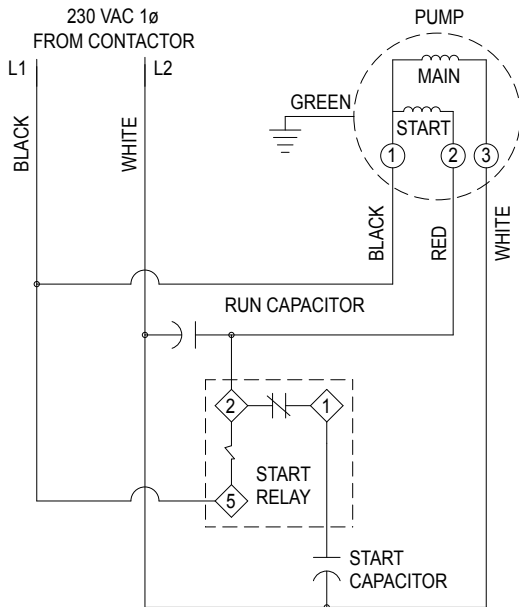 230 VAC 1ø
FROM CONTACTOR
L1
L2
BLACK
WHITE
PUMP
MAIN
START
GREEN
1
2
3
BLACK
RED
WHITE
RUN CAPACITOR
2
1
5
START
RELAY
START
CAPACITOR